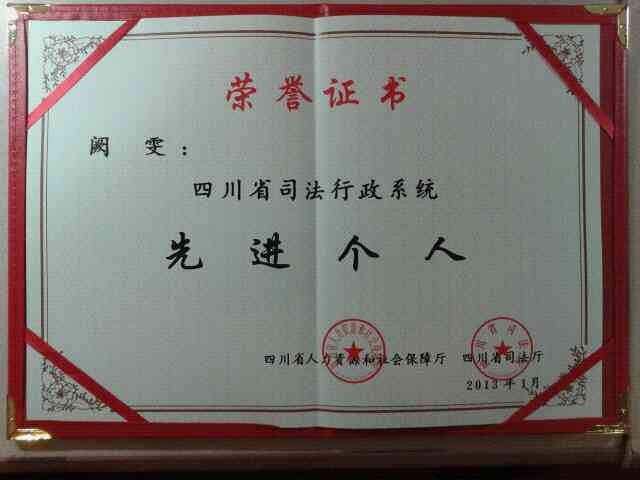 荣誉证书
阙 雯：
四川省司法行政系统
先进个人
四川省人力资源和社会保障厅 四川省司法厅
2013年1月